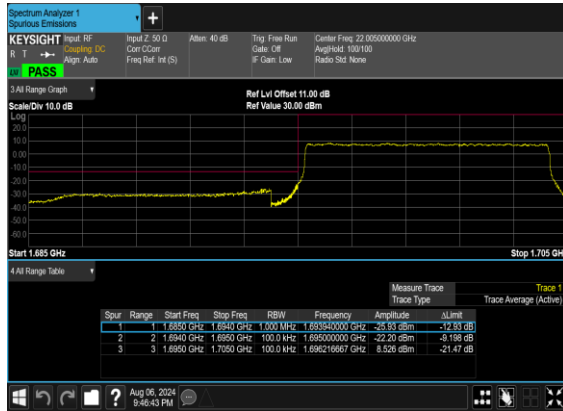 Spectrum Analyzer 1
Spurious Emissions
+
KEYSIGHT Input: RF Input Z: 50 Ω Atten: 40 dB Trig: Free Run Center Freq: 22.005000000 GHz
R T Coupling: DC Corr CCorr Gate: Off Avg|Hold: 100/100
Align: Auto Freq Ref: Int (S) IF Gain: Low Radio Std: None
PASS
3 All Range Graph Ref Lvl Offset 11.00 dB
Scale/Div 10.0 dB Ref Value 30.00 dBm
Log
20.0
10.0
0.00
-10.0
-20.0
-30.0
-40.0
-50.0
-60.0
Start 1.685 GHz Stop 1.705 GH
4 All Range Table
Measure Trace Trace 1
Trace Type Trace Average (Active)
Spur Range Start Freq Stop Freq RBW Frequency Amplitude ΔLimit
1 1 1.6850 GHz 1.6940 GHz 1.000 MHz 1.693940000 GHz -25.93 dBm -12.93 dB
2 2 1.6940 GHz 1.6950 GHz 100.0 kHz 1.695000000 GHz -22.20 dBm -9.198 dB
3 3 1.6950 GHz 1.7050 GHz 100.0 kHz 1.696216667 GHz 8.526 dBm -21.47 dB
? Aug 06, 2024
9:46:43 PM